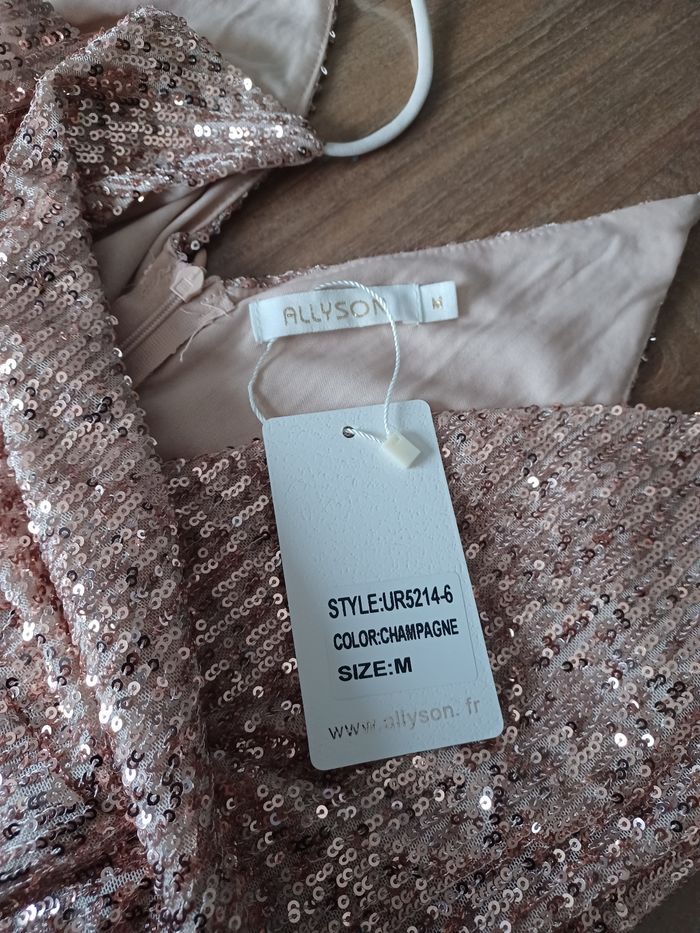 ALLYSON
M
STYLE:UR5214-6
COLOR:CHAMPAGNE
SIZE:M
www.allyson.fr